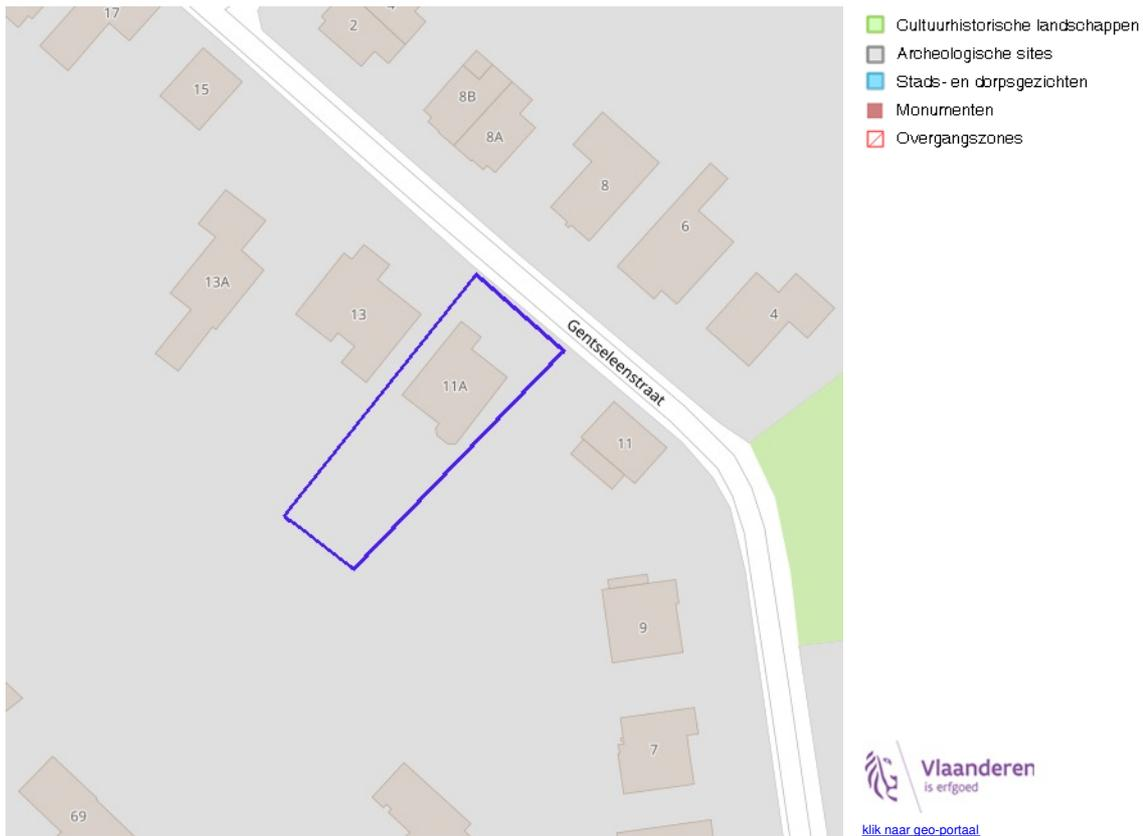 17
2
4
15
8B
8A
8
6
13A
13
4
11A
Gentseleenstraat
11
9
7
69
Cultuurhistorische landschappen
Archeologische sites
Stads- en dorpsgezichten
Monumenten
Overgangszones
Vlaanderen
is erfgoed
klik naar geo-portaal